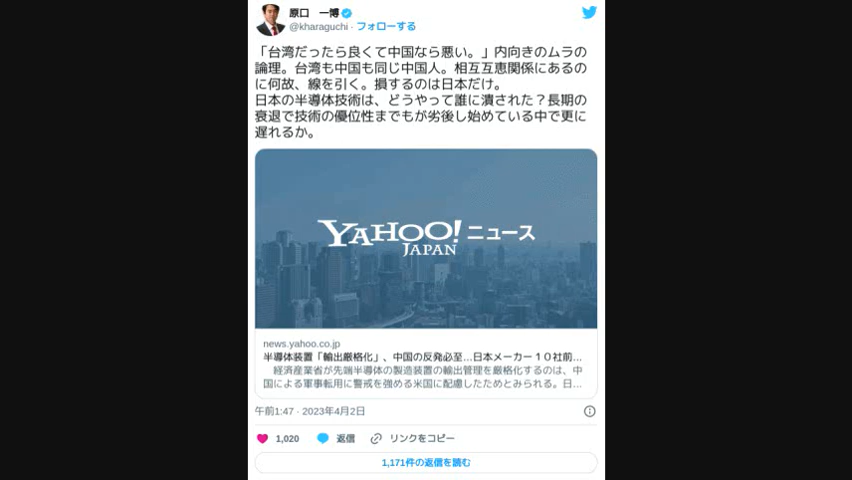 原口 一博
@kharaguchi · フォローする
「台湾だったら良くて中国なら悪い。」内向きのムラの
論理。台湾も中国も同じ中国人。相互互恵関係にあるの
に何故、線を引く。損するのは日本だけ。
日本の半導体技術は、どうやって誰に潰された？長期の
衰退で技術の優位性までもが劣後し始めている中で更に
遅れるか。
YAHOO! ニュース
JAPAN
news.yahoo.co.jp
半導体装置「輸出厳格化」、中国の反発必至…日本メーカー１０社前…
経済産業省が先端半導体の製造装置の輸出管理を厳格化するのは、中
国による軍事転用に警戒を強める米国に配慮したためとみられる。日…
午前1:47 · 2023年4月2日
1,020 返信 リンクをコピー
1,171件の返信を読む